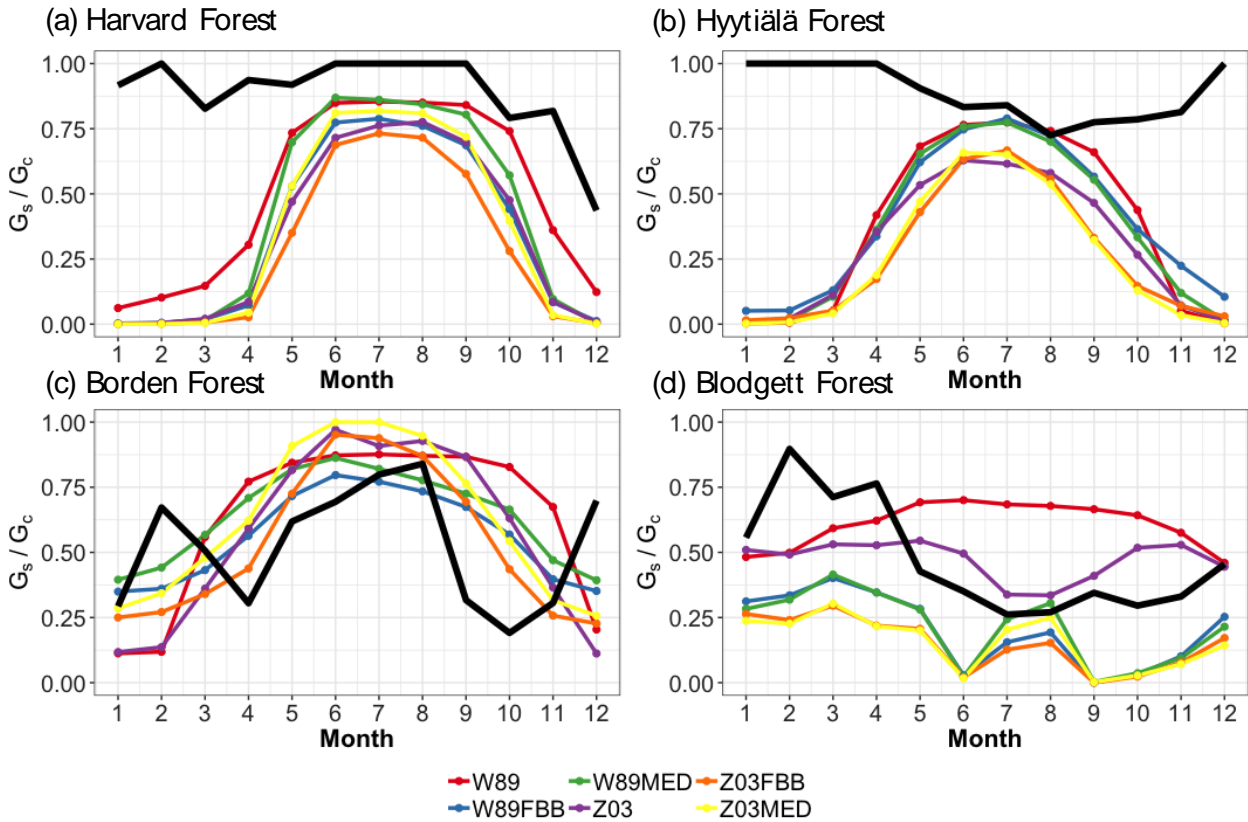 (a) Harvard Forest
(b) Hyytiälä Forest
1.00
0.75
0.50
0.25
0.00
Gs / Gc
1 2 3 4 5 6 7 8 9 10 11 12
Month
1.00
0.75
0.50
0.25
0.00
Gs / Gc
1 2 3 4 5 6 7 8 9 10 11 12
Month
(c) Borden Forest
(d) Blodgett Forest
1.00
0.75
0.50
0.25
0.00
Gs / Gc
1 2 3 4 5 6 7 8 9 10 11 12
Month
1.00
0.75
0.50
0.25
0.00
Gs / Gc
1 2 3 4 5 6 7 8 9 10 11 12
Month
W89 W89MED Z03FBB
W89FBB Z03 Z03MED